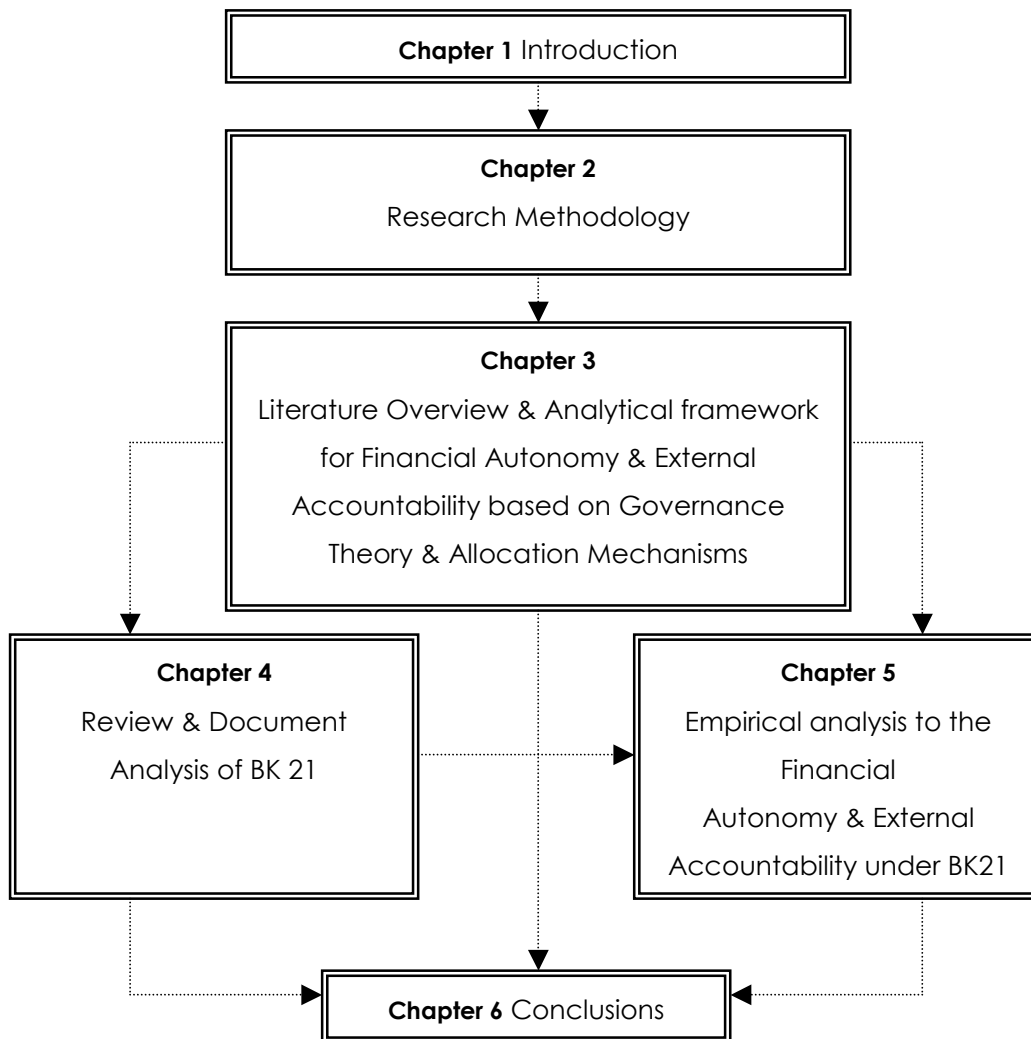 Chapter 1 Introduction
Chapter 2
Research Methodology
Chapter 3
Literature Overview & Analytical framework
for Financial Autonomy & External
Accountability based on Governance
Theory & Allocation Mechanisms
Chapter 4
Review & Document
Analysis of BK 21
Chapter 5
Empirical analysis to the
Financial
Autonomy & External
Accountability under BK21
Chapter 6 Conclusions